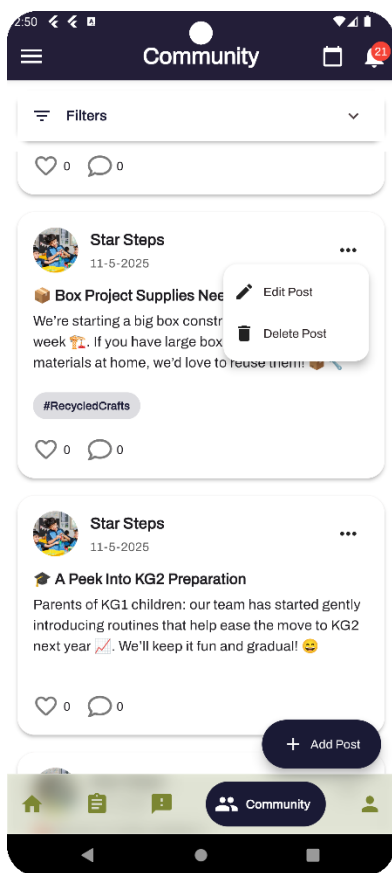 2:50
Community
21
Filters
0 0
Star Steps
11-5-2025
📦 Box Project Supplies Nee
Edit Post
We're starting a big box constr
week 🏗️. If you have large box
Delete Post
materials at home, we'd love to reuse them! 📦🔧
#RecycledCrafts
0 0
Star Steps
11-5-2025
🎓 A Peek Into KG2 Preparation
Parents of KG1 children: our team has started gently
introducing routines that help ease the move to KG2
next year 📈. We'll keep it fun and gradual! 😄
0 0
+ Add Post
Community